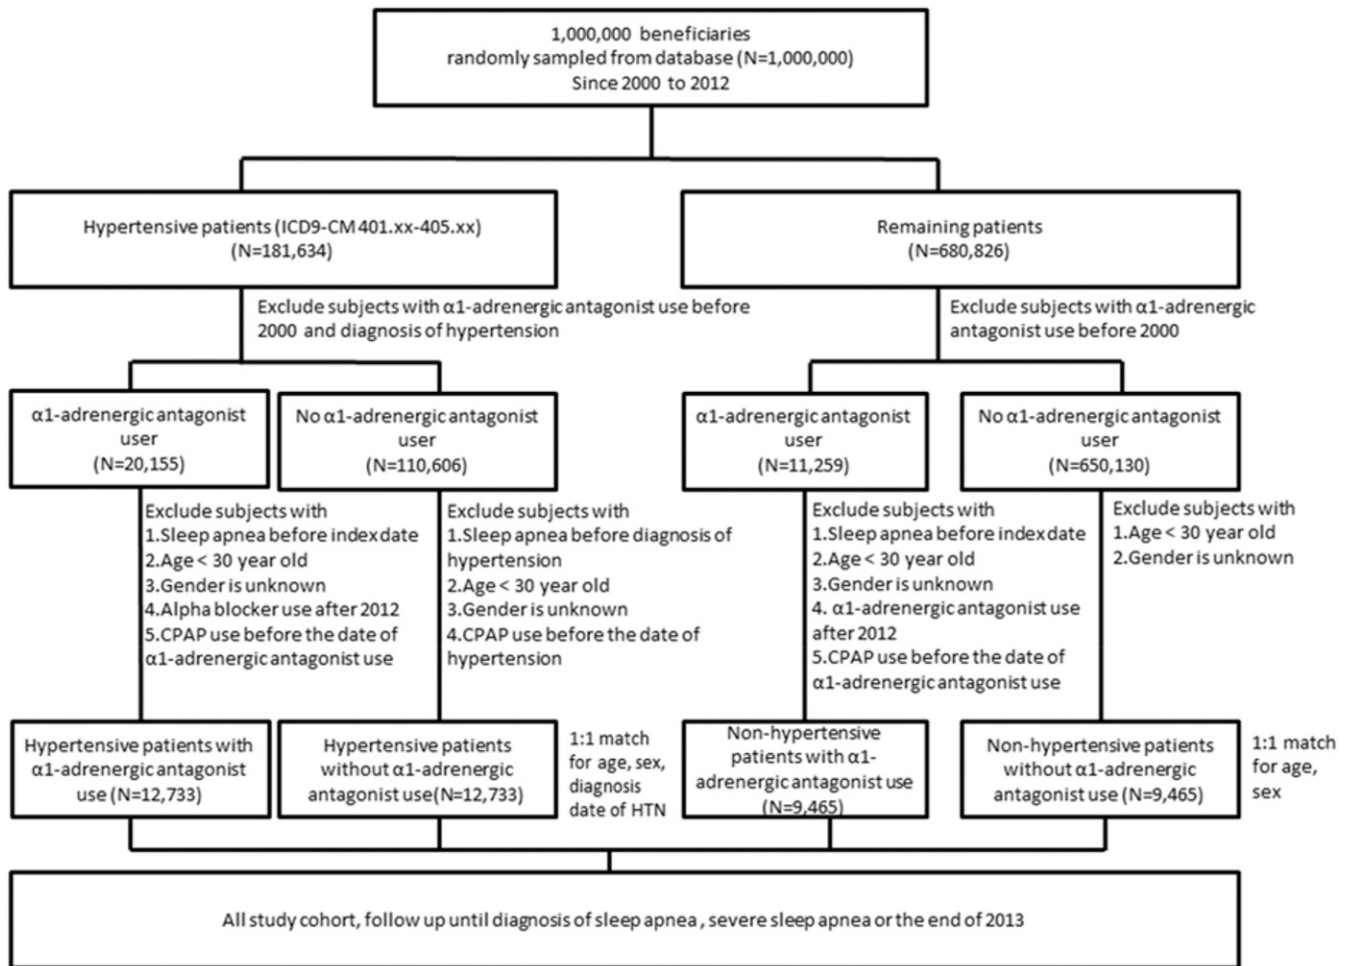 1,000,000 beneficiaries
randomly sampled from database (N=1,000,000)
Since 2000 to 2012
Hypertensive patients (ICD9-CM 401.xx-405.xx)
(N=181,634)
Remaining patients
(N=680,826)
Exclude subjects with α1-adrenergic antagonist use before
2000 and diagnosis of hypertension
Exclude subjects with α1-adrenergic
antagonist use before 2000
α1-adrenergic antagonist
user
(N=20,155)
No α1-adrenergic antagonist
user
(N=110,606)
α1-adrenergic antagonist
user
(N=11,259)
No α1-adrenergic antagonist
user
(N=650,130)
Exclude subjects with
1.Sleep apnea before index date
2.Age < 30 year old
3.Gender is unknown
4.Alpha blocker use after 2012
5.CPAP use before the date of
α1-adrenergic antagonist use
Exclude subjects with
1.Sleep apnea before diagnosis of
hypertension
2.Age < 30 year old
3.Gender is unknown
4.CPAP use before the date of
hypertension
Exclude subjects with
1.Sleep apnea before index date
2.Age < 30 year old
3.Gender is unknown
4. α1-adrenergic antagonist use
after 2012
5.CPAP use before the date of
α1-adrenergic antagonist use
Exclude subjects with
1.Age < 30 year old
2.Gender is unknown
Hypertensive patients with
α1-adrenergic antagonist
use (N=12,733)
Hypertensive patients
without α1-adrenergic
antagonist use(N=12,733)
1:1 match
for age, sex,
diagnosis
date of HTN
Non-hypertensive
patients with α1-
adrenergic antagonist use
(N=9,465)
Non-hypertensive patients
without α1-adrenergic
antagonist use (N=9,465)
1:1 match
for age,
sex
All study cohort, follow up until diagnosis of sleep apnea , severe sleep apnea or the end of 2013